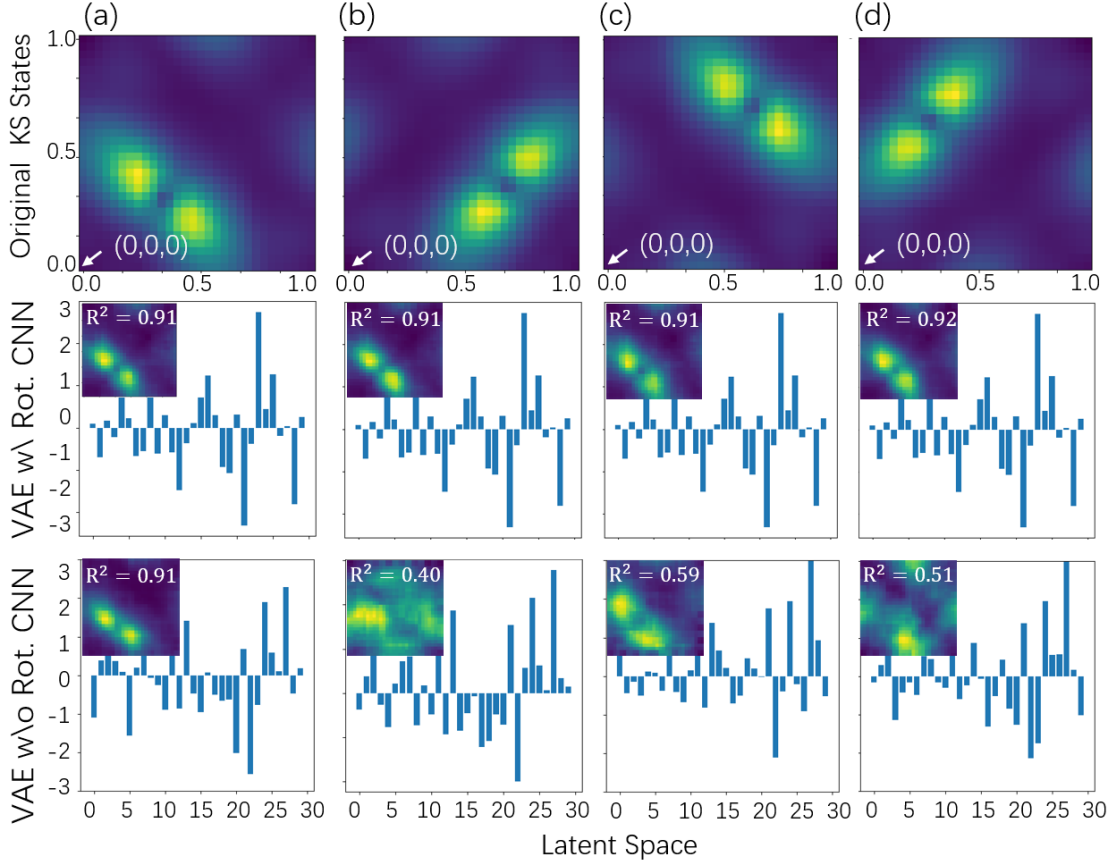 (a) (b) (c) (d)
Original KS States
1.0
0.5
0.0
(0,0,0) (0,0,0) (0,0,0) (0,0,0)
0.0 0.5 1.0 0.0 0.5 1.0 0.0 0.5 1.0 0.0 0.5 1.0
VAE w\ Rot. CNN
R² = 0.91 R² = 0.91 R² = 0.91 R² = 0.92
3
2
1
0
-1
-2
-3
VAE w\o Rot. CNN
R² = 0.91 R² = 0.40 R² = 0.59 R² = 0.51
3
2
1
0
-1
-2
-3
0 5 10 15 20 25 30 0 5 10 15 20 25 30 0 5 10 15 20 25 30 0 5 10 15 20 25 30
Latent Space